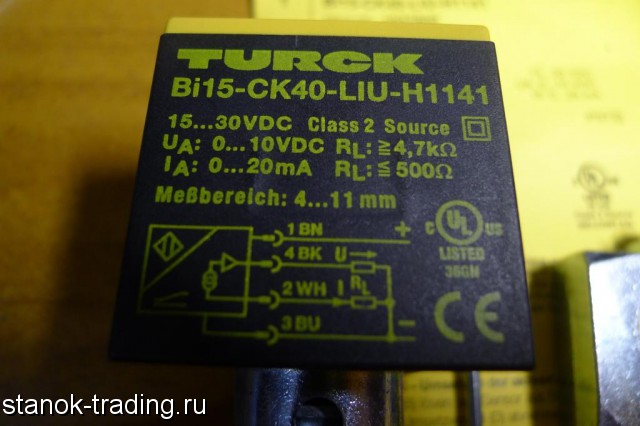 TURCK
Bi15-CK40-LIU-H1141
15...30VDC Class 2 Source
UA: 0...10VDC RL: ≧4,7kΩ
IA: 0...20mA RL: ≦500Ω
Meßbereich: 4...11mm
1 BN +
4 BK U
2 WH I RL
3 BU −
C UL US
LISTED
36GN
CE
stanok-trading.ru